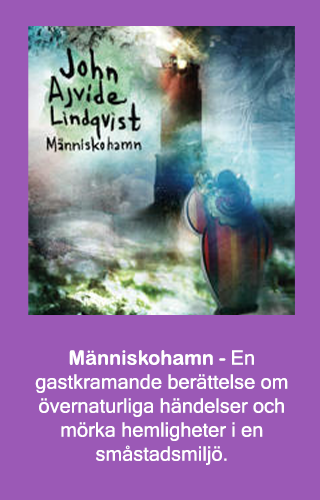 John
Ajvide
Lindqvist
Människohamn
Människohamn - En
gastkramande berättelse om
övernaturliga händelser och
mörka hemligheter i en
småstadsmiljö.